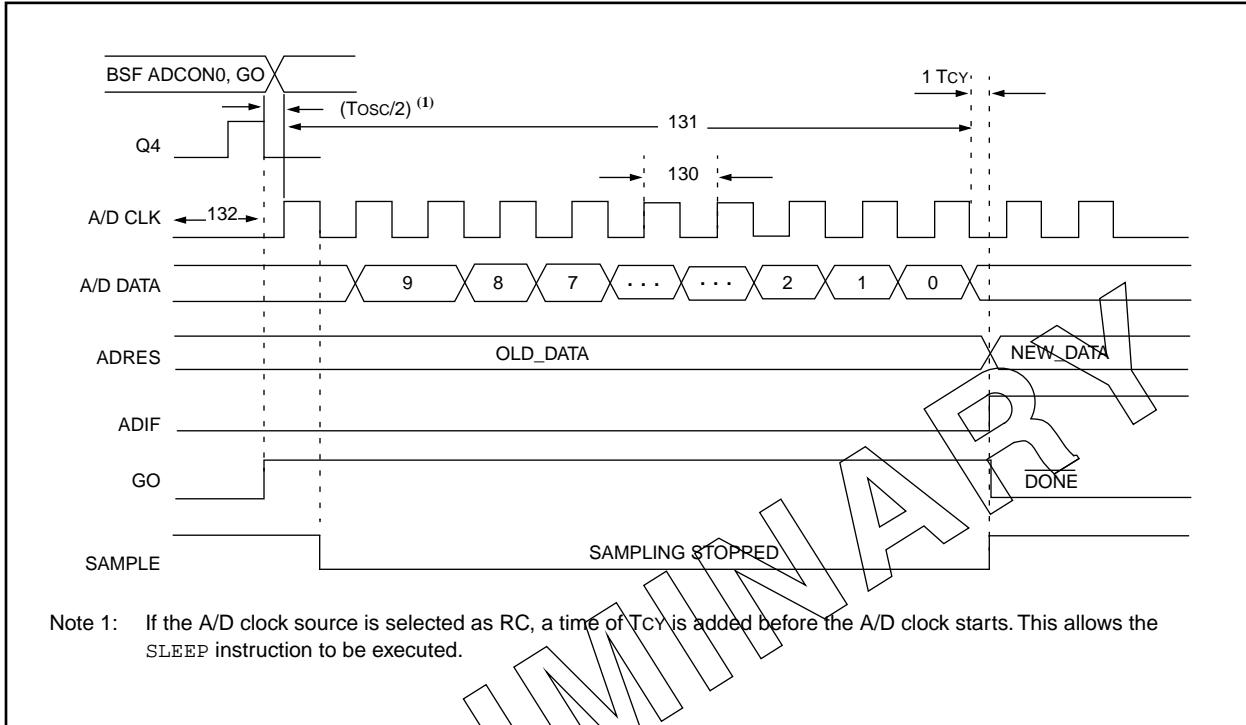 BSF ADCON0, GO
1 TCY
(TOSC/2) (1)
131
Q4
130
A/D CLK
132
A/D DATA
9 8 7 . . . . . . 2 1 0
ADRES
OLD_DATA
NEW_DATA
ADIF
GO
DONE
SAMPLE
SAMPLING STOPPED
Note 1: If the A/D clock source is selected as RC, a time of TCY is added before the A/D clock starts. This allows the
SLEEP instruction to be executed.
IMINARY